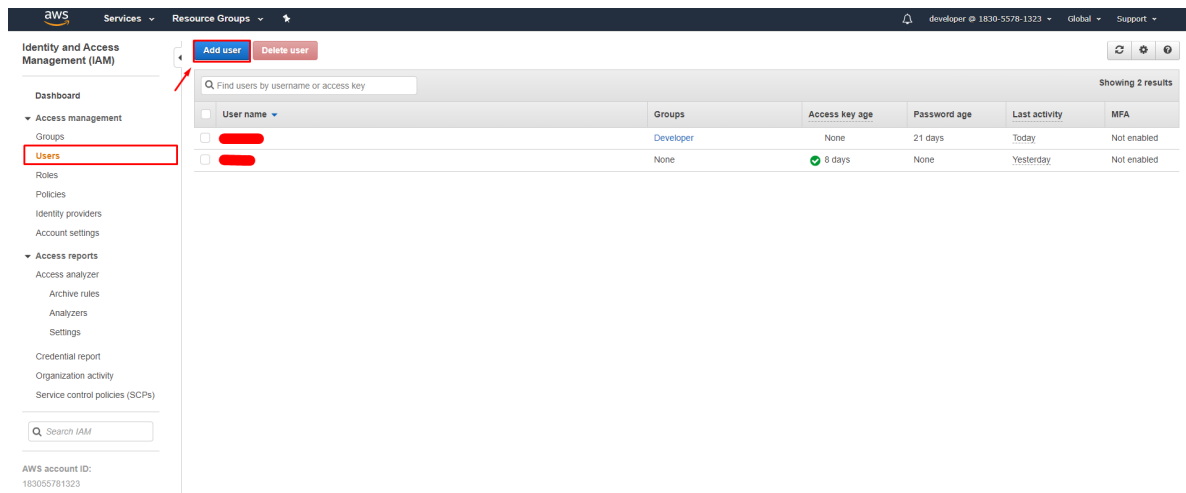 aws Services Resource Groups developer @ 1830-5578-1323 Global Support
Identity and Access
Management (IAM)
Dashboard
Access management
Groups
Users
Roles
Policies
Identity providers
Account settings
Access reports
Access analyzer
Archive rules
Analyzers
Settings
Credential report
Organization activity
Service control policies (SCPs)
Search IAM
AWS account ID:
183055781323
Add user Delete user
Find users by username or access key Showing 2 results
User name Groups Access key age Password age Last activity MFA
Developer None 21 days Today Not enabled
None 8 days None Yesterday Not enabled